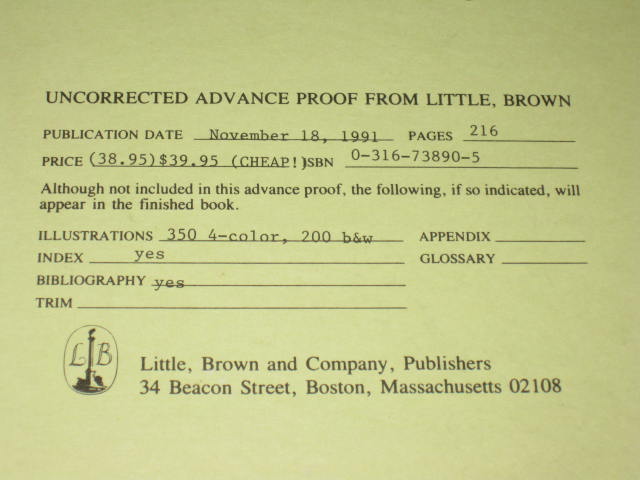 UNCORRECTED ADVANCE PROOF FROM LITTLE, BROWN
PUBLICATION DATE November 18, 1991 PAGES 216
PRICE (38.95)$39.95 (CHEAP!)SBN 0-316-73890-5
Although not included in this advance proof, the following, if so indicated, will
appear in the finished book.
ILLUSTRATIONS 350 4-color, 200 b&w APPENDIX
INDEX yes GLOSSARY
BIBLIOGRAPHY yes
TRIM
LB
Little, Brown and Company, Publishers
34 Beacon Street, Boston, Massachusetts 02108